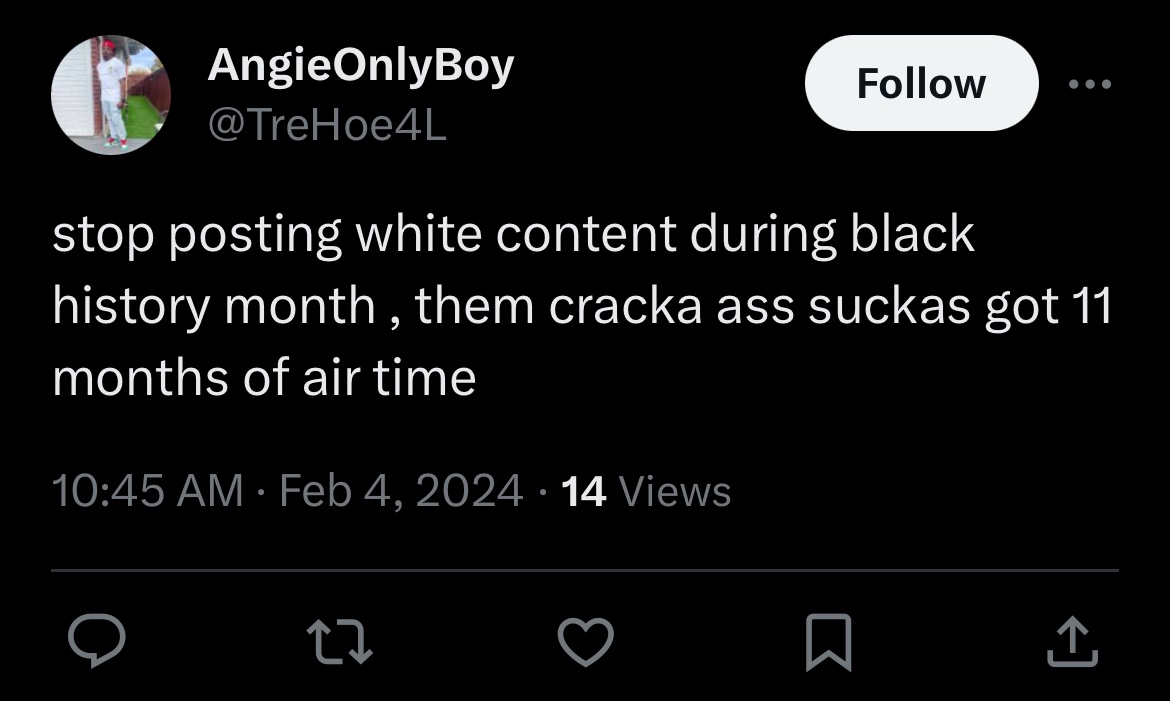 AngieOnlyBoy
Follow
@TreHoe4L
stop posting white content during black
history month , them cracka ass suckas got 11
months of air time
10:45 AM · Feb 4, 2024 · 14 Views